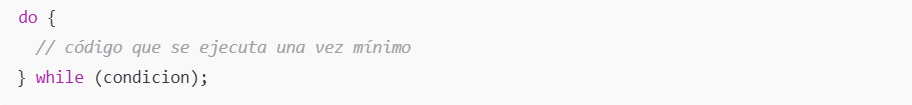 do {
// código que se ejecuta una vez mínimo
} while (condicion);